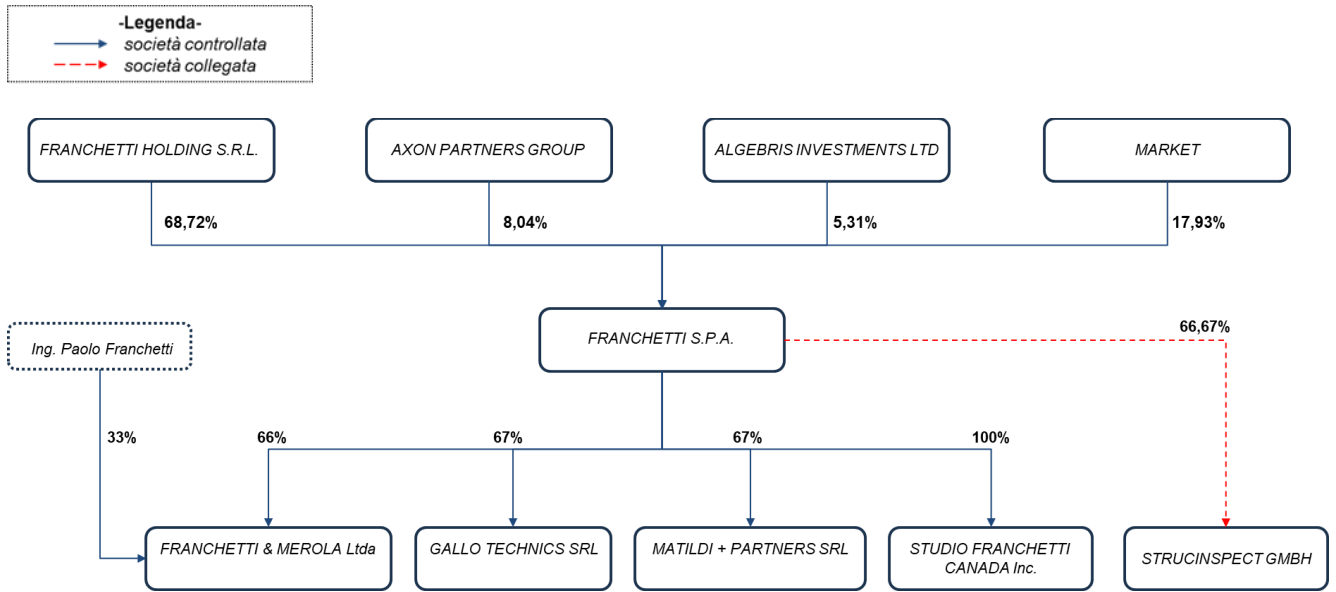 -Legenda-
società controllata
società collegata
FRANCHETTI HOLDING S.R.L.
AXON PARTNERS GROUP
ALGEBRIS INVESTMENTS LTD
MARKET
68,72%
8,04%
5,31%
17,93%
FRANCHETTI S.P.A.
66,67%
Ing. Paolo Franchetti
33%
66%
67%
67%
100%
FRANCHETTI & MEROLA Ltda
GALLO TECHNICS SRL
MATILDI + PARTNERS SRL
STUDIO FRANCHETTI
CANADA Inc.
STRUCINSPECT GMBH